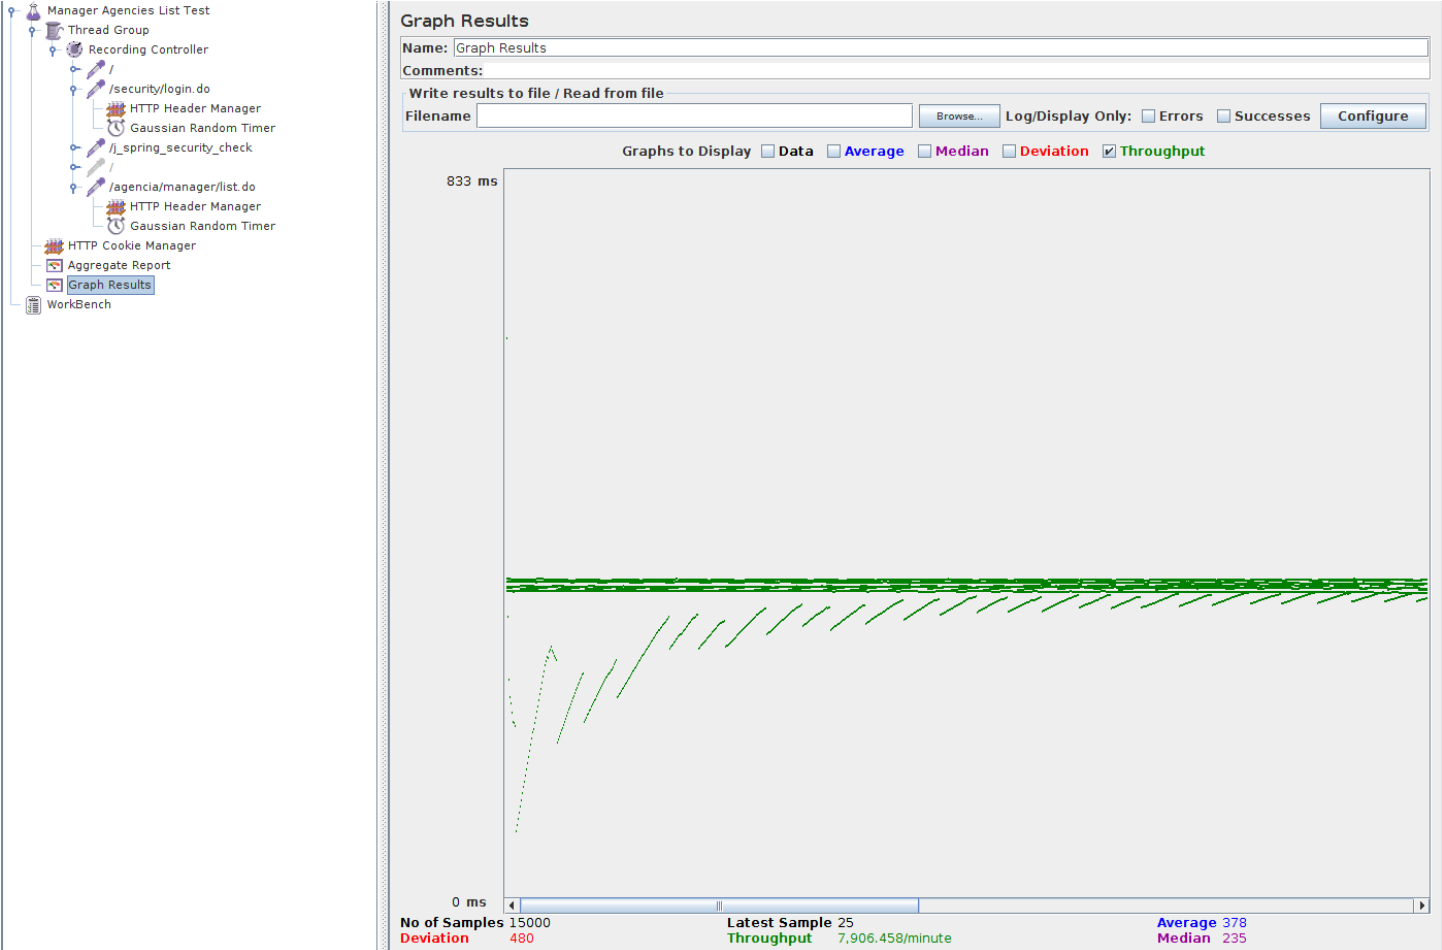 Manager Agencies List Test
Thread Group
Recording Controller
/
/security/login.do
HTTP Header Manager
Gaussian Random Timer
/j_spring_security_check
/
/agencia/manager/list.do
HTTP Header Manager
Gaussian Random Timer
HTTP Cookie Manager
Aggregate Report
Graph Results
WorkBench
Graph Results
Name: Graph Results
Comments:
Write results to file / Read from file
Filename Browse... Log/Display Only: Errors Successes Configure
Graphs to Display Data Average Median Deviation Throughput
833 ms
0 ms
No of Samples 15000 Latest Sample 25 Average 378
Deviation 480 Throughput 7,906.458/minute Median 235